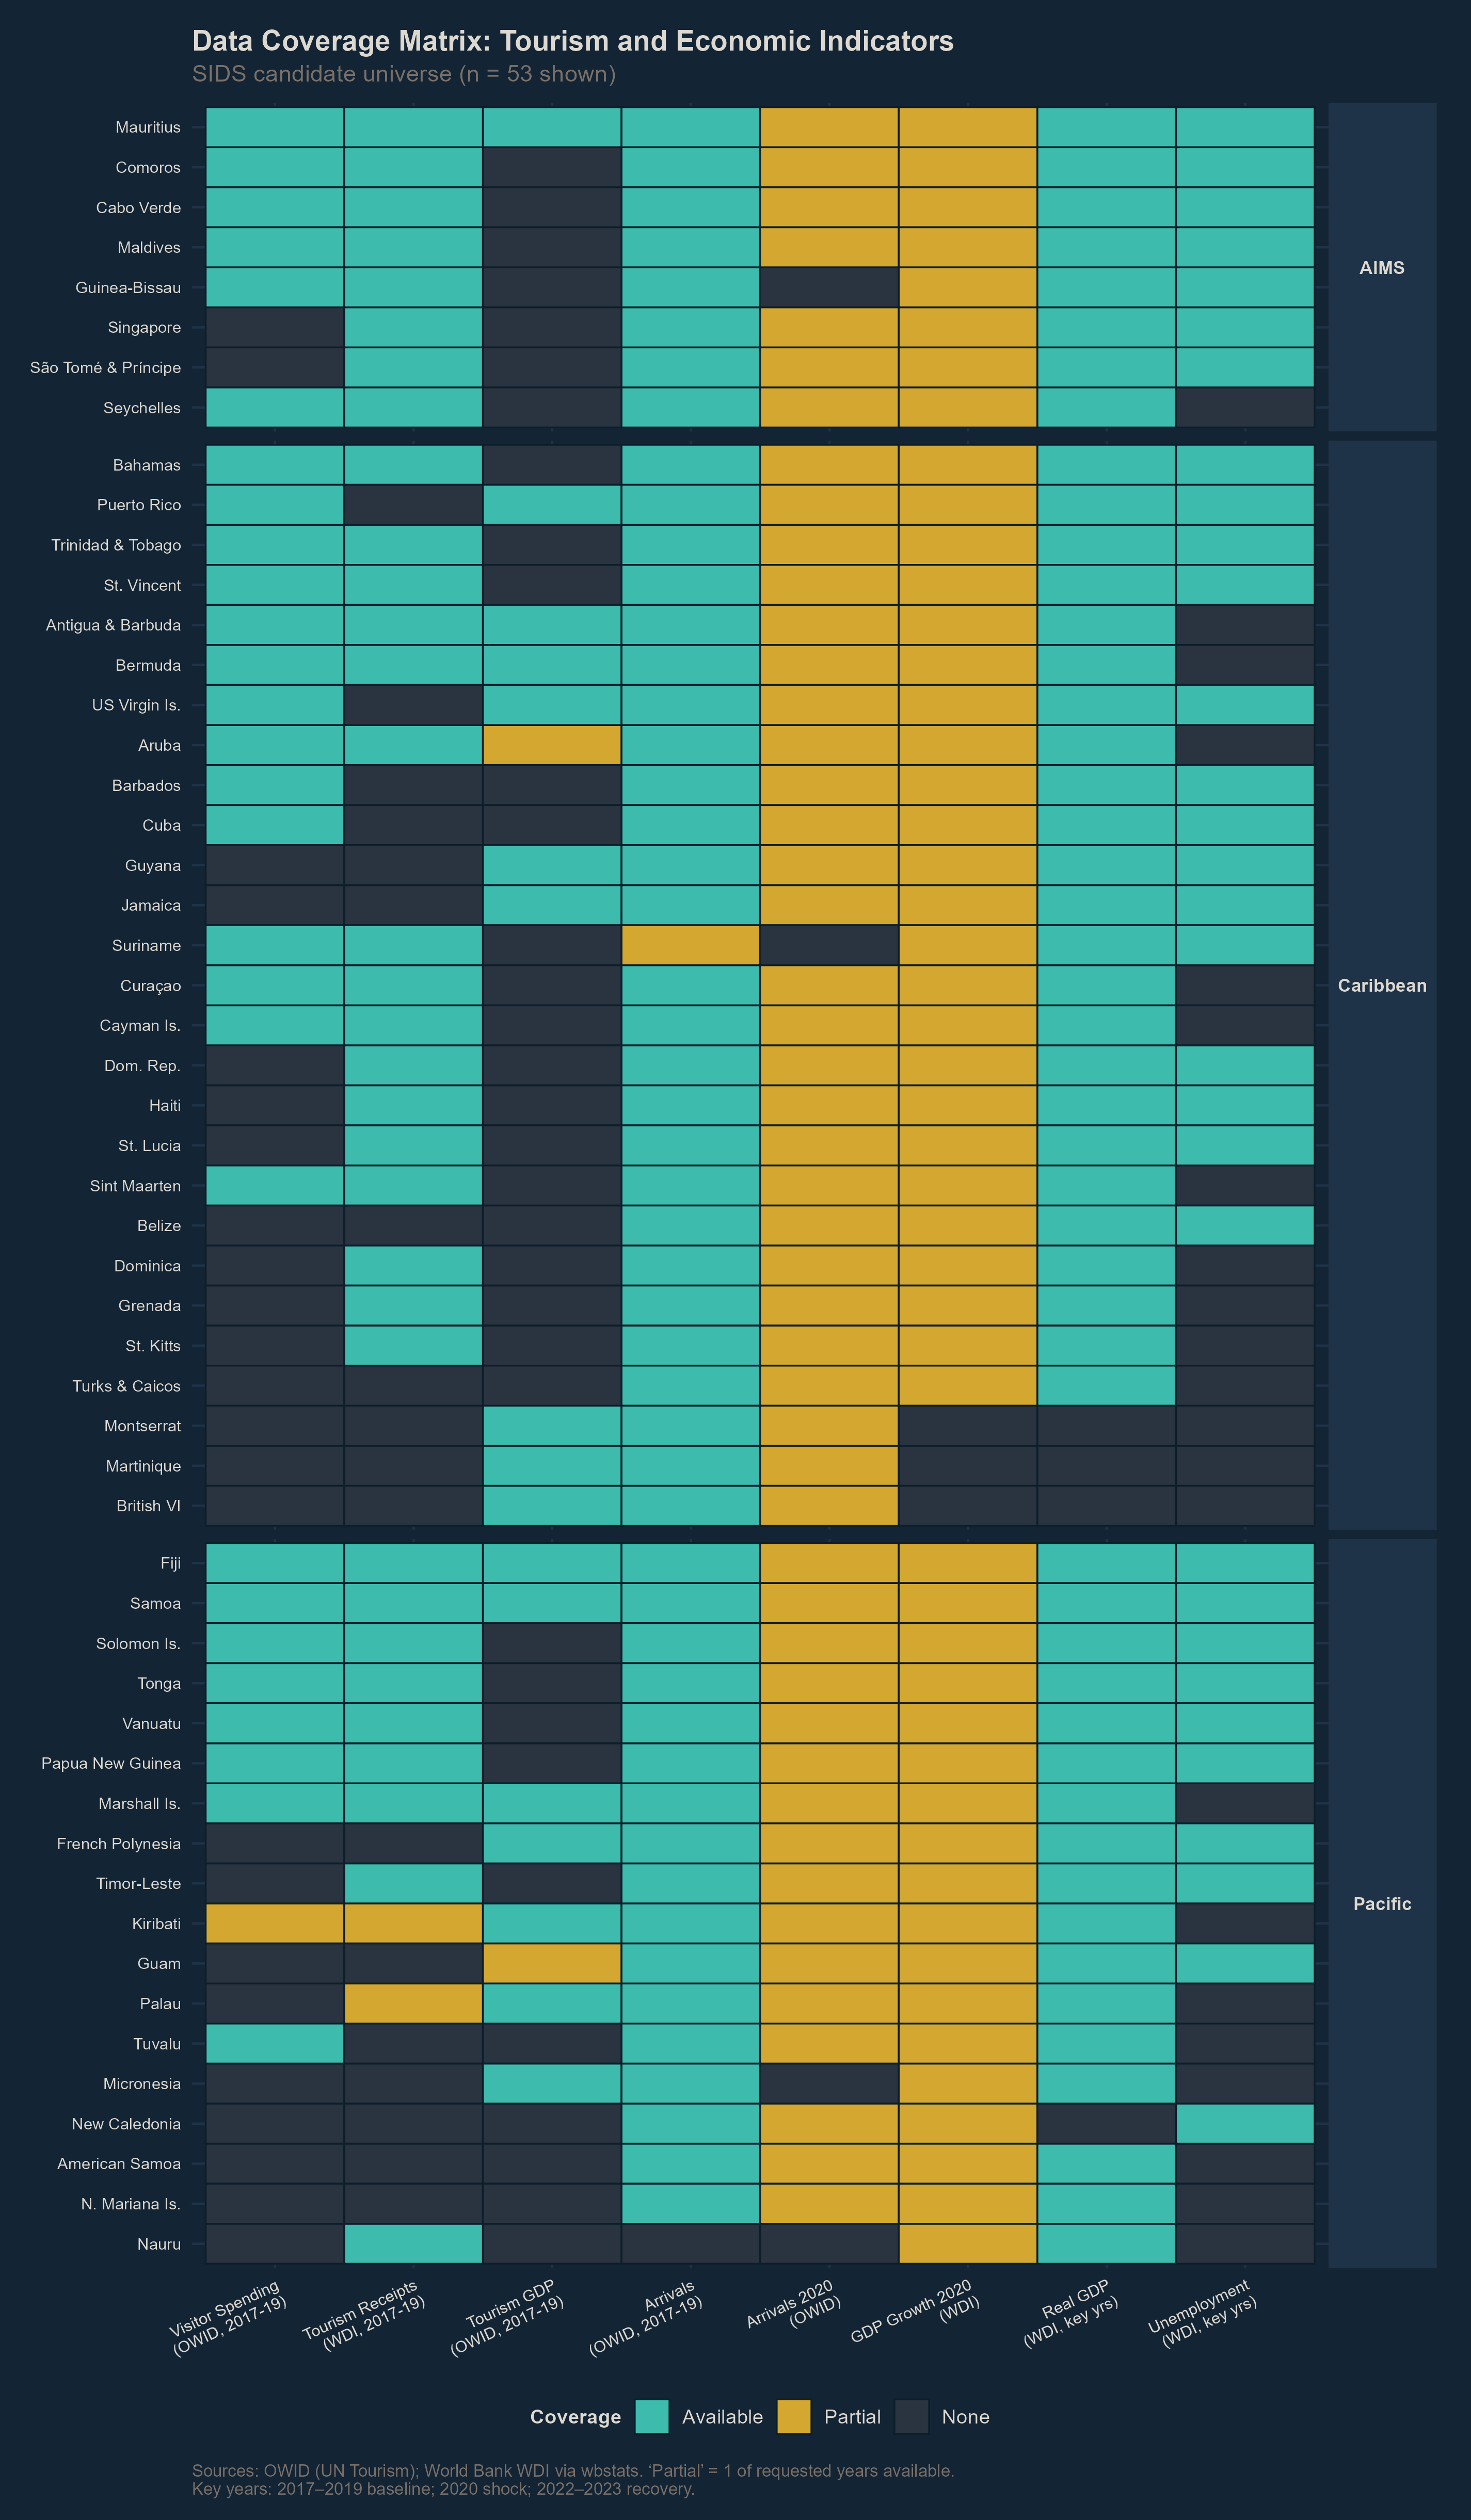 Data Coverage Matrix: Tourism and Economic Indicators
SIDS candidate universe (n = 53 shown)
Mauritius
Comoros
Cabo Verde
Maldives
Guinea-Bissau
Singapore
São Tomé & Príncipe
Seychelles
AIMS
Bahamas
Puerto Rico
Trinidad & Tobago
St. Vincent
Antigua & Barbuda
Bermuda
US Virgin Is.
Aruba
Barbados
Cuba
Guyana
Jamaica
Suriname
Curaçao
Cayman Is.
Dom. Rep.
Haiti
St. Lucia
Sint Maarten
Belize
Dominica
Grenada
St. Kitts
Turks & Caicos
Montserrat
Martinique
British VI
Caribbean
Fiji
Samoa
Solomon Is.
Tonga
Vanuatu
Papua New Guinea
Marshall Is.
French Polynesia
Timor-Leste
Kiribati
Guam
Palau
Tuvalu
Micronesia
New Caledonia
American Samoa
N. Mariana Is.
Nauru
Pacific
Visitor Spending
(OWID, 2017-19)
Tourism Receipts
(WDI, 2017-19)
Tourism GDP
(OWID, 2017-19)
Arrivals
(OWID, 2017-19)
Arrivals 2020
(OWID)
GDP Growth 2020
(WDI)
Real GDP
(WDI, key yrs)
Unemployment
(WDI, key yrs)
Coverage Available Partial None
Sources: OWID (UN Tourism); World Bank WDI via wbstats. ‘Partial’ = 1 of requested years available.
Key years: 2017–2019 baseline; 2020 shock; 2022–2023 recovery.